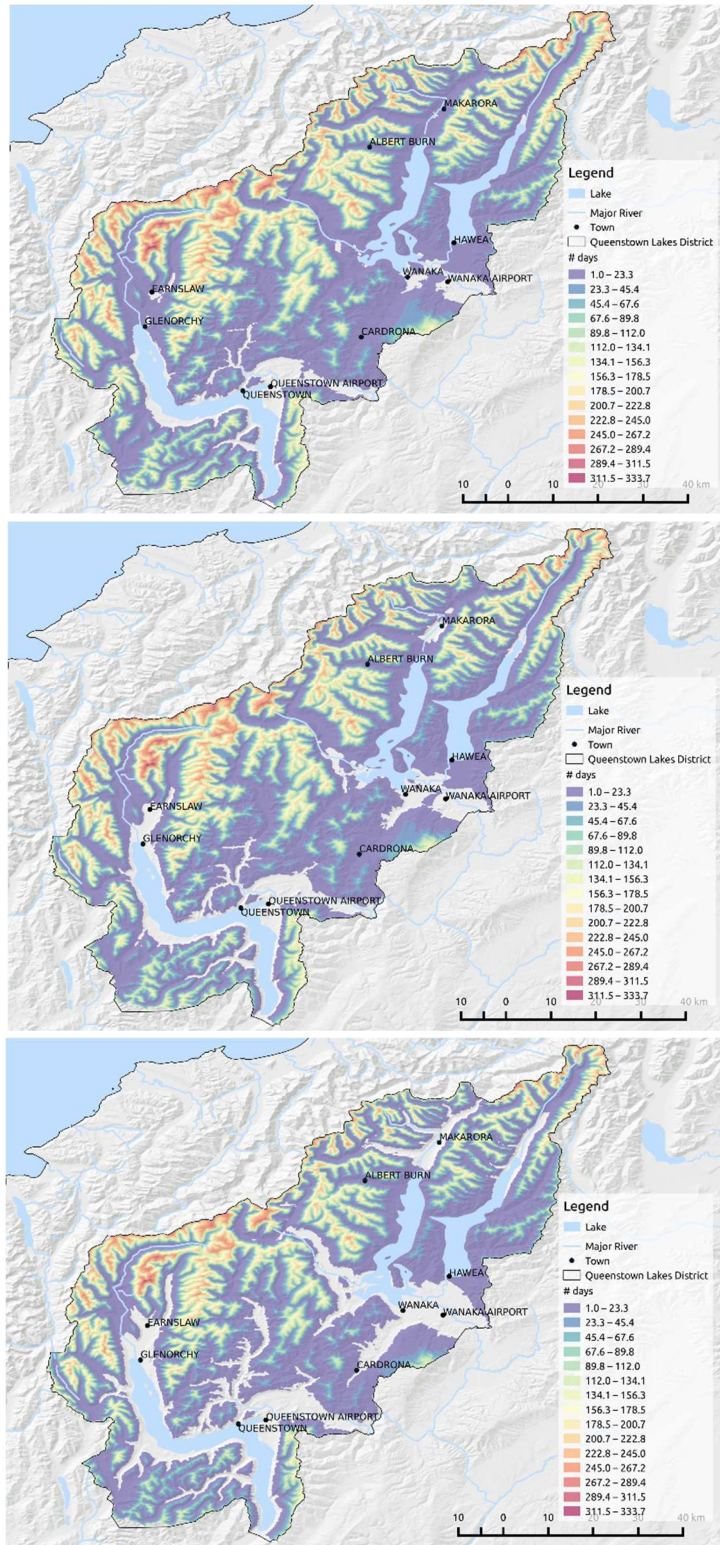 MAKARORA
ALBERT BURN
HAWEA
WANAKA
WANAKA AIRPORT
EARNSLAW
GLENORCHY
CARDRONA
QUEENSTOWN AIRPORT
QUEENSTOWN
Legend
Lake
Major River
Town
Queenstown Lakes District
# days
1.0 – 23.3
23.3 – 45.4
45.4 – 67.6
67.6 – 89.8
89.8 – 112.0
112.0 – 134.1
134.1 – 156.3
156.3 – 178.5
178.5 – 200.7
200.7 – 222.8
222.8 – 245.0
245.0 – 267.2
267.2 – 289.4
289.4 – 311.5
311.5 – 333.7
10 0 10 20 40 km
MAKARORA
ALBERT BURN
HAWEA
WANAKA
WANAKA AIRPORT
EARNSLAW
GLENORCHY
CARDRONA
QUEENSTOWN AIRPORT
QUEENSTOWN
Legend
Lake
Major River
Town
Queenstown Lakes District
# days
1.0 – 23.3
23.3 – 45.4
45.4 – 67.6
67.6 – 89.8
89.8 – 112.0
112.0 – 134.1
134.1 – 156.3
156.3 – 178.5
178.5 – 200.7
200.7 – 222.8
222.8 – 245.0
245.0 – 267.2
267.2 – 289.4
289.4 – 311.5
311.5 – 333.7
10 0 10 20 40 km
MAKARORA
ALBERT BURN
HAWEA
WANAKA
WANAKA AIRPORT
EARNSLAW
GLENORCHY
CARDRONA
QUEENSTOWN AIRPORT
QUEENSTOWN
Legend
Lake
Major River
Town
Queenstown Lakes District
# days
1.0 – 23.3
23.3 – 45.4
45.4 – 67.6
67.6 – 89.8
89.8 – 112.0
112.0 – 134.1
134.1 – 156.3
156.3 – 178.5
178.5 – 200.7
200.7 – 222.8
222.8 – 245.0
245.0 – 267.2
267.2 – 289.4
289.4 – 311.5
311.5 – 333.7
10 0 10 20 40 km